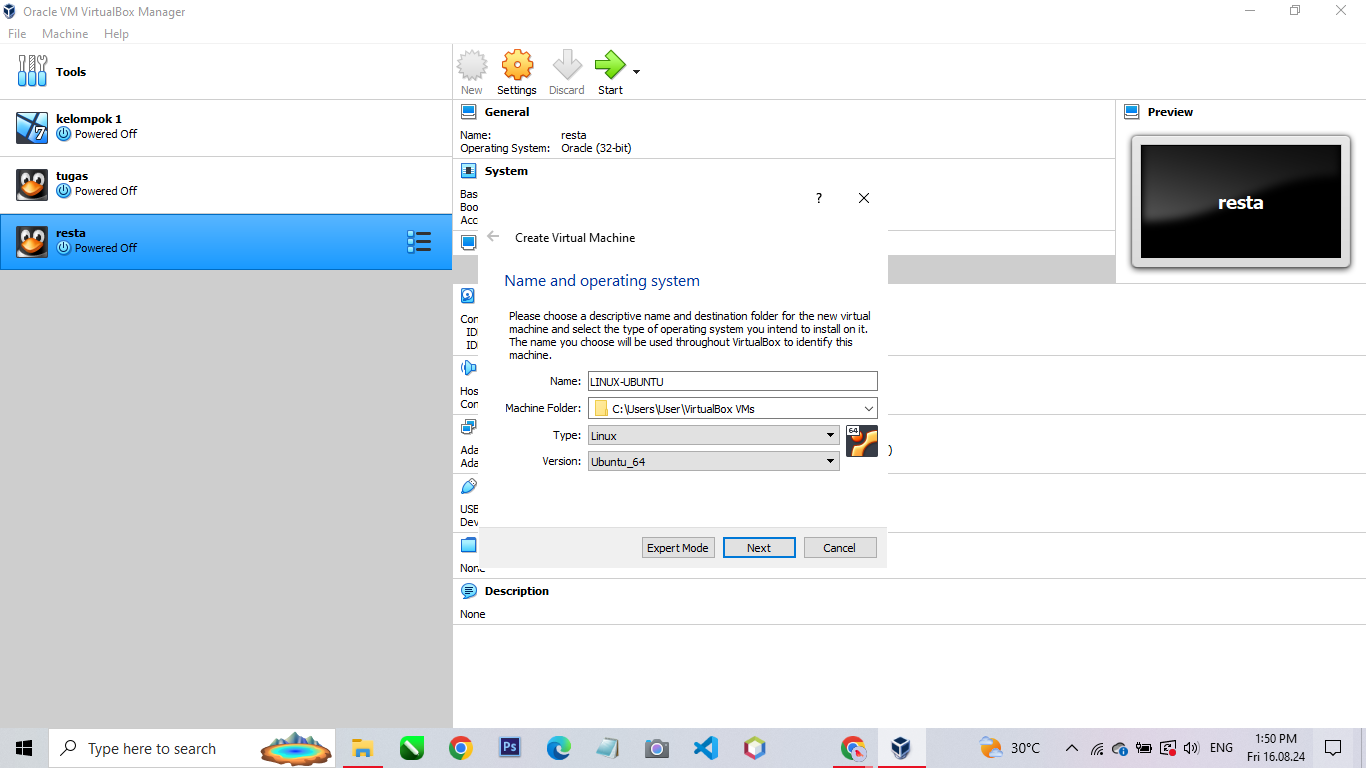 Oracle VM VirtualBox Manager
File Machine Help
Tools
kelompok 1
Powered Off
tugas
Powered Off
resta
Powered Off
New Settings Discard Start
General
Name: resta
Operating System: Oracle (32-bit)
System
Bas
Boo
Acc
Preview
resta
?
Create Virtual Machine
Name and operating system
Please choose a descriptive name and destination folder for the new virtual
machine and select the type of operating system you intend to install on it.
The name you choose will be used throughout VirtualBox to identify this
machine.
Name: LINUX-UBUNTU
Machine Folder: C:\Users\User\VirtualBox VMs
Type: Linux
64
Version: Ubuntu_64
Expert Mode Next Cancel
Con
ID
ID
Hos
Con
Ada
Ada
)
USB
Dev
None
Description
None
Type here to search
Ps
30°C
ENG
1:50 PM
Fri 16.08.24